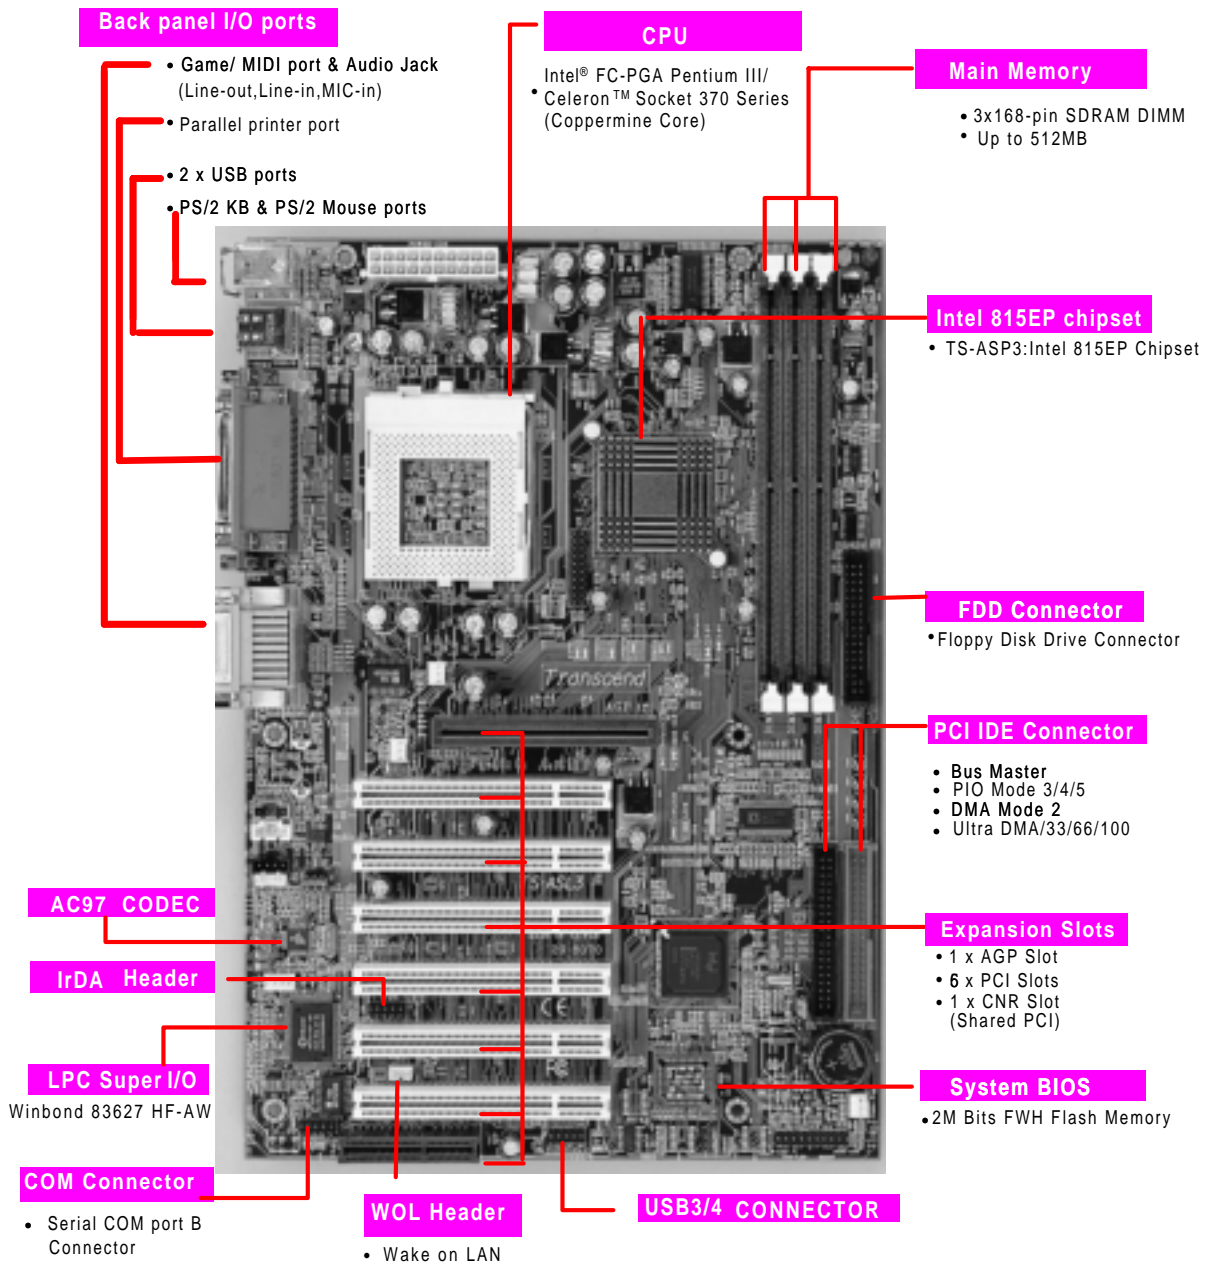 Back panel I/O ports
• Game/ MIDI port & Audio Jack
(Line-out,Line-in,MIC-in)
• Parallel printer port
• 2 x USB ports
• PS/2 KB & PS/2 Mouse ports
CPU
Intel® FC-PGA Pentium III/
• Celeron™ Socket 370 Series
(Coppermine Core)
Main Memory
• 3x168-pin SDRAM DIMM
• Up to 512MB
Intel 815EP chipset
• TS-ASP3:Intel 815EP Chipset
FDD Connector
• Floppy Disk Drive Connector
Transcend
PCI IDE Connector
• Bus Master
• PIO Mode 3/4/5
• DMA Mode 2
• Ultra DMA/33/66/100
AC97 CODEC
Expansion Slots
• 1 x AGP Slot
• 6 x PCI Slots
• 1 x CNR Slot
(Shared PCI)
IrDA Header
CE
LPC Super I/O
Winbond 83627 HF-AW
System BIOS
• 2M Bits FWH Flash Memory
COM Connector
• Serial COM port B
Connector
WOL Header
• Wake on LAN
USB3/4 CONNECTOR